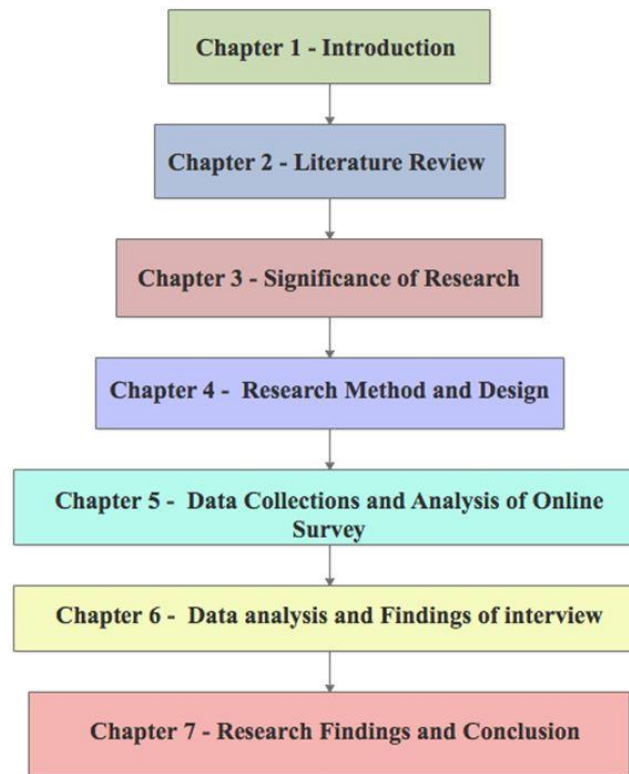 Chapter 1 - Introduction
Chapter 2 - Literature Review
Chapter 3 - Significance of Research
Chapter 4 - Research Method and Design
Chapter 5 - Data Collections and Analysis of Online
Survey
Chapter 6 - Data analysis and Findings of interview
Chapter 7 - Research Findings and Conclusion